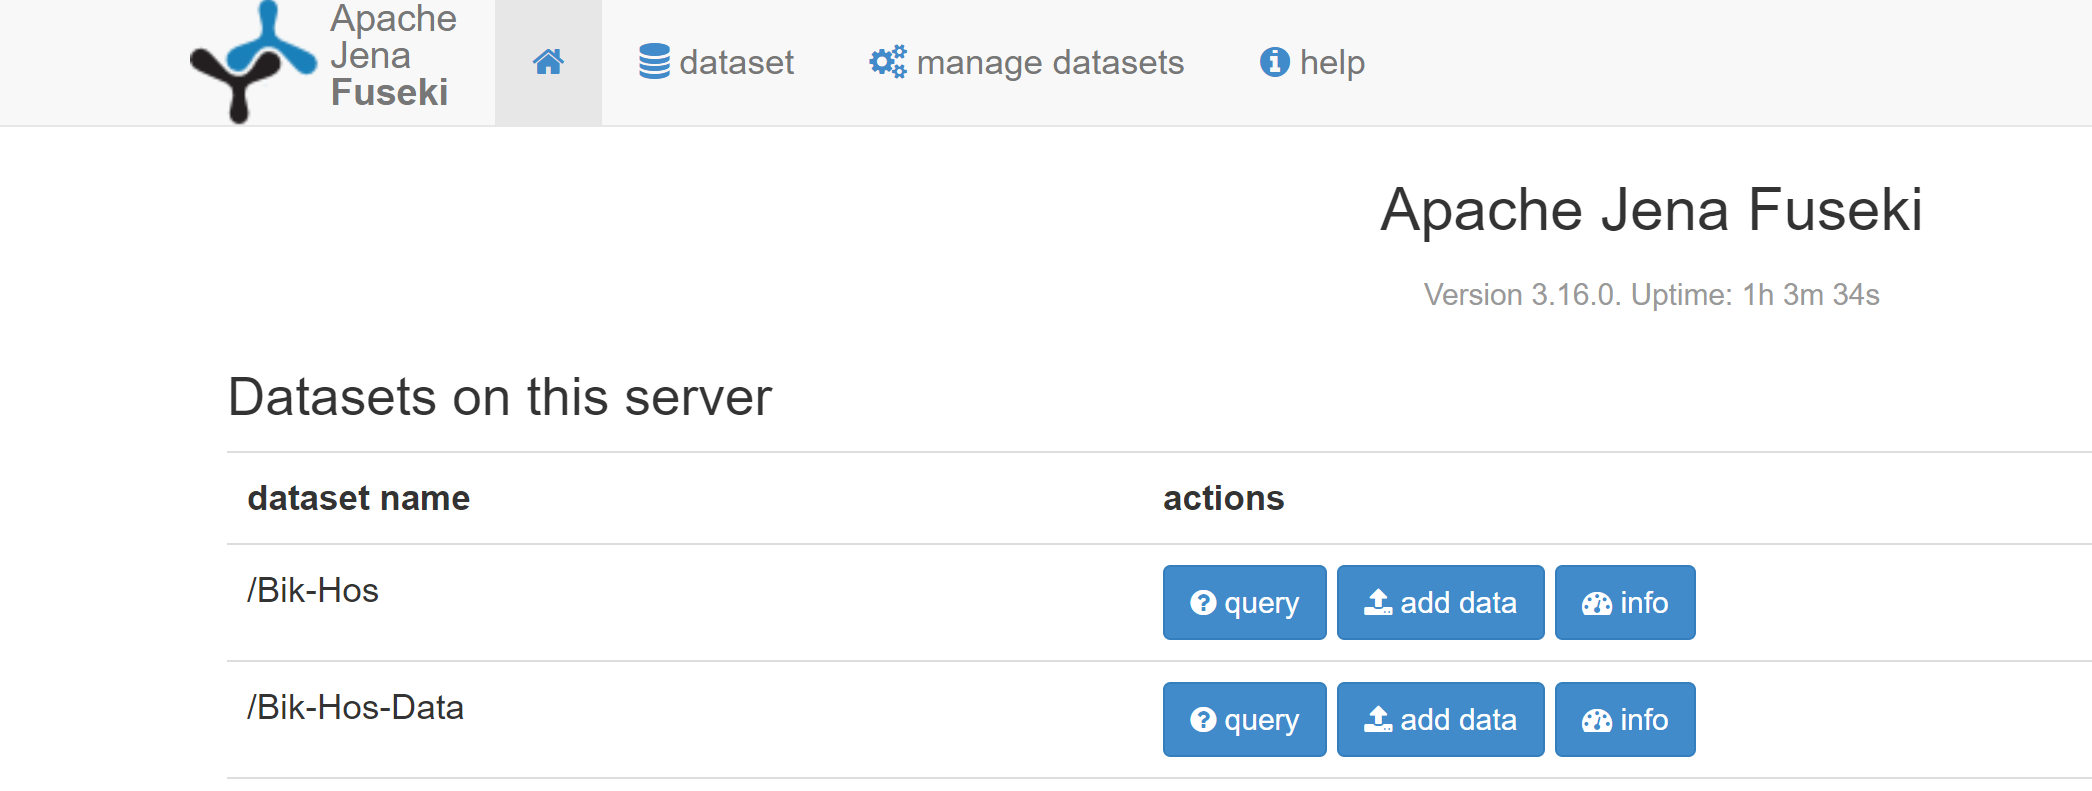 Apache
Jena
Fuseki
dataset
manage datasets
help
Apache Jena Fuseki
Version 3.16.0. Uptime: 1h 3m 34s
Datasets on this server
dataset name actions
/Bik-Hos query add data info
/Bik-Hos-Data query add data info